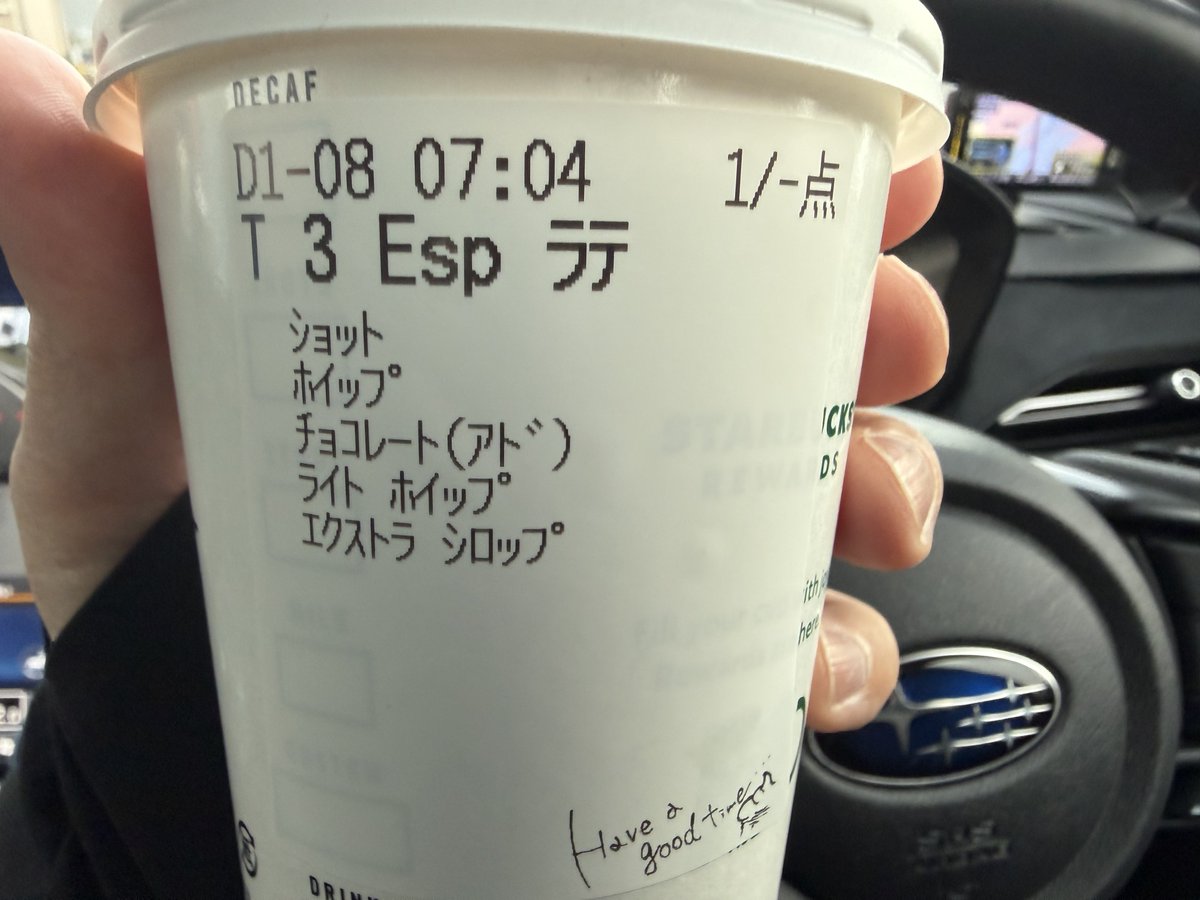 DECAF
D1-08 07:04 1/-点
T 3 Esp ラテ
ショット
ホイップ
チョコレート(アド)
ライト ホイップ
エクストラ シロップ
Have a
good time